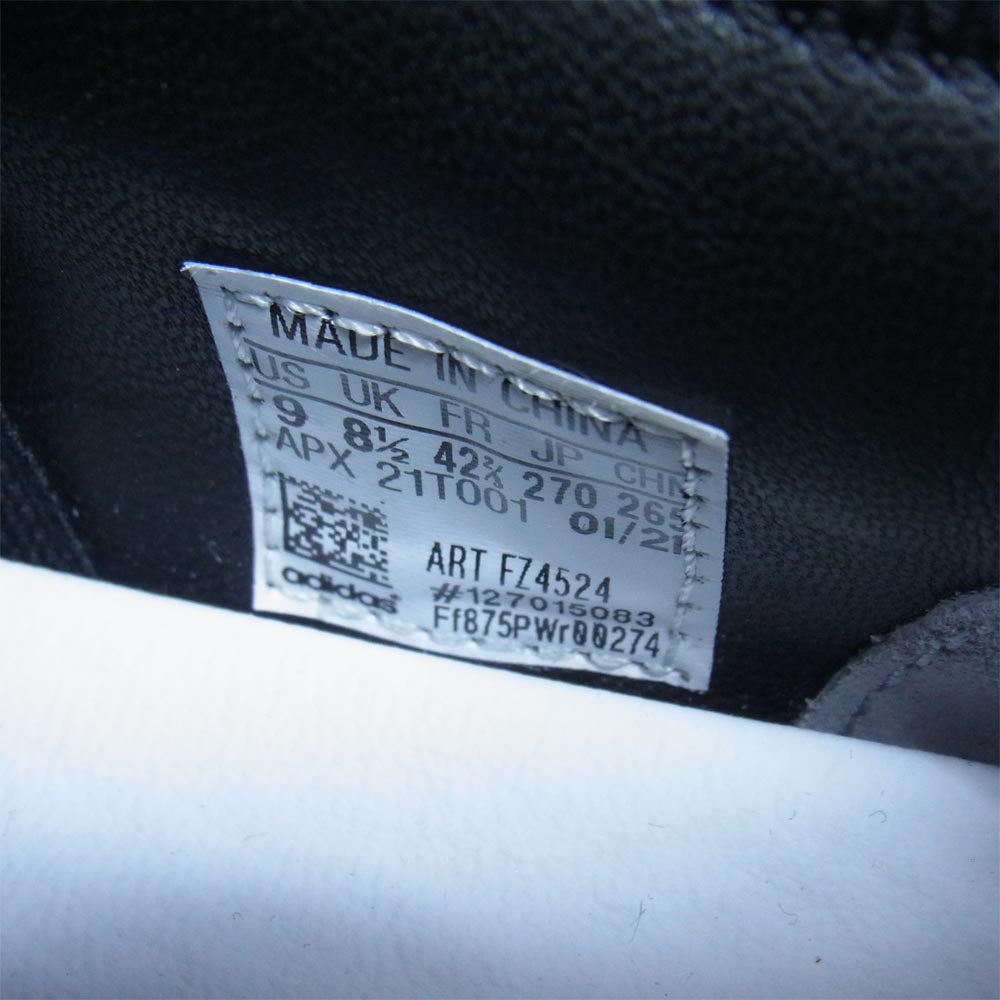 MADE IN CHINA
US UK FR JP CHN
9 8½ 42⅔ 270 265
APX 21T001 01/21
ART FZ4524
adidas #127015083
Ff875PWr00274